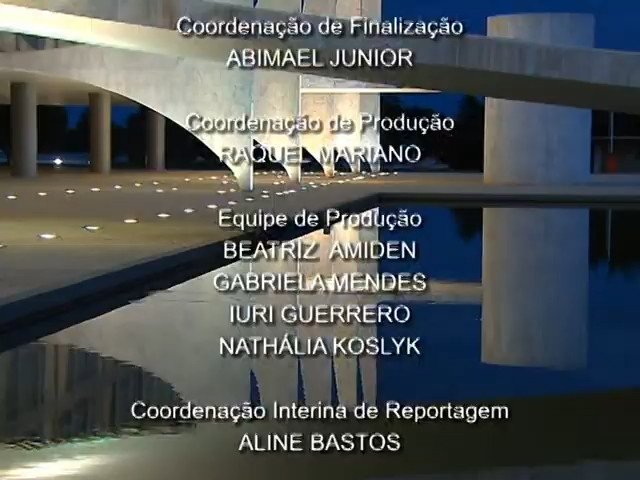 Coordenação de Finalização
ABIMAEL JUNIOR
Coordenação de Produção
RAQUEL MARIANO
Equipe de Produção
BEATRIZ AMIDEN
GABRIELA MENDES
IURI GUERRERO
NATHÁLIA KOSLYK
Coordenação Interina de Reportagem
ALINE BASTOS